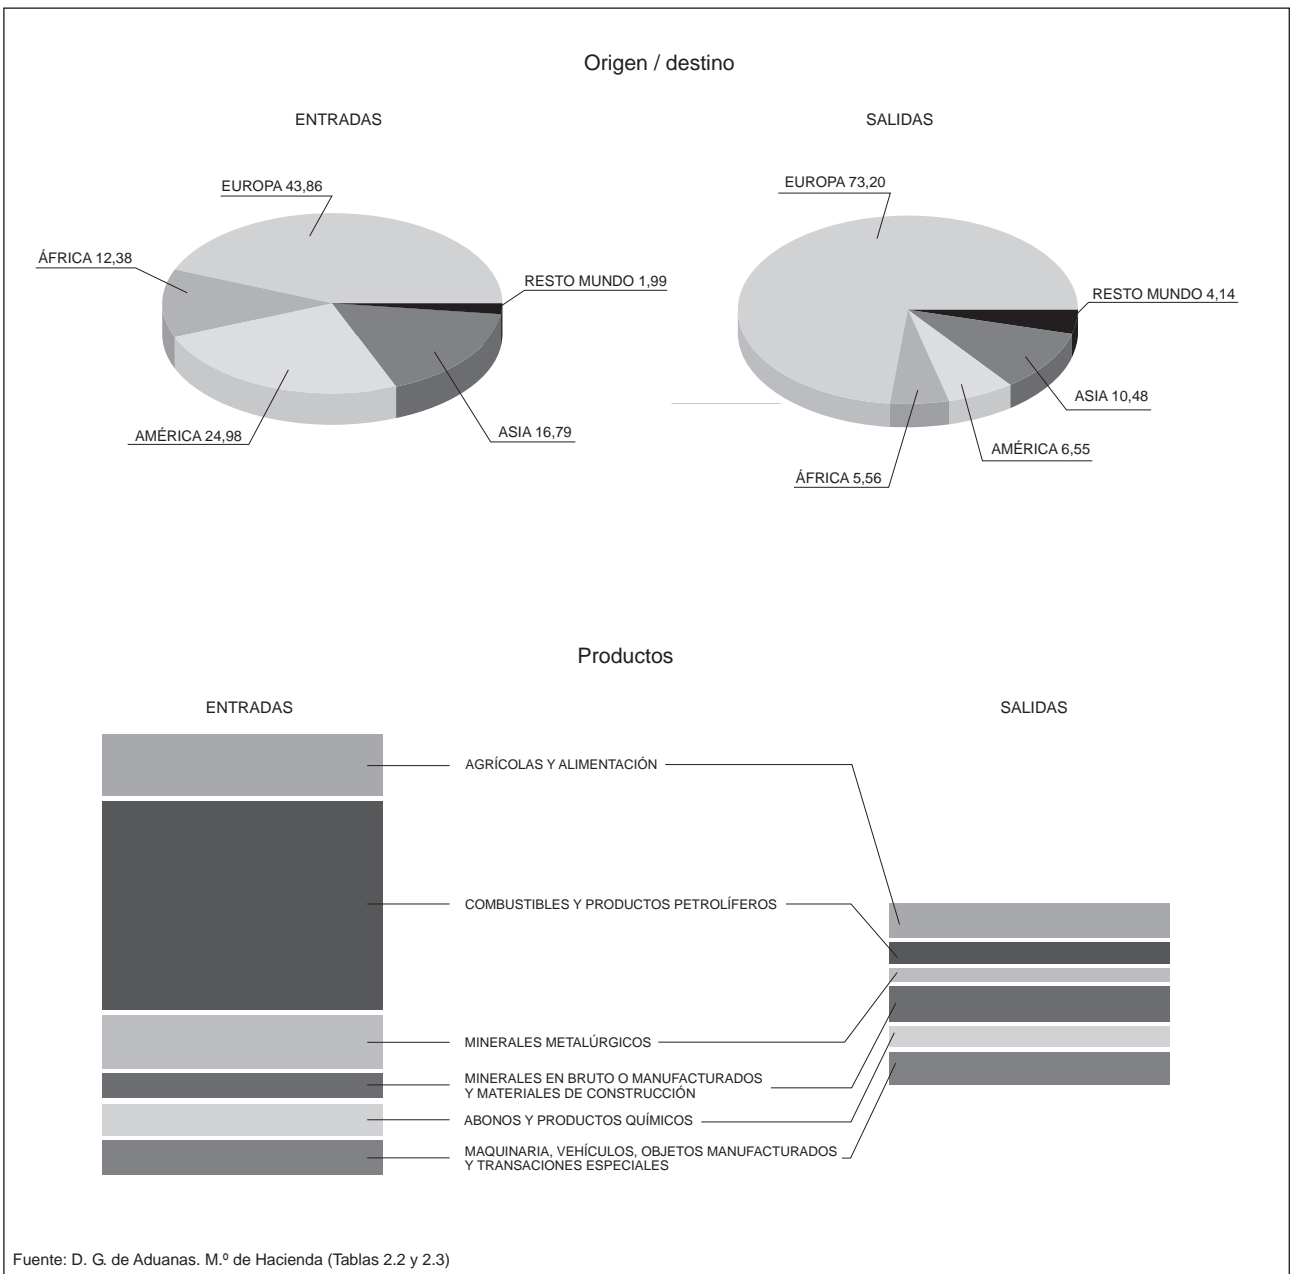 Origen / destino
ENTRADAS
SALIDAS
EUROPA 43,86
ÁFRICA 12,38
RESTO MUNDO 1,99
AMÉRICA 24,98
ASIA 16,79
EUROPA 73,20
RESTO MUNDO 4,14
ASIA 10,48
AMÉRICA 6,55
ÁFRICA 5,56
Productos
ENTRADAS
SALIDAS
AGRÍCOLAS Y ALIMENTACIÓN
COMBUSTIBLES Y PRODUCTOS PETROLÍFEROS
MINERALES METALÚRGICOS
MINERALES EN BRUTO O MANUFACTURADOS
Y MATERIALES DE CONSTRUCCIÓN
ABONOS Y PRODUCTOS QUÍMICOS
MAQUINARIA, VEHÍCULOS, OBJETOS MANUFACTURADOS
Y TRANSACIONES ESPECIALES
Fuente: D. G. de Aduanas. M.º de Hacienda (Tablas 2.2 y 2.3)